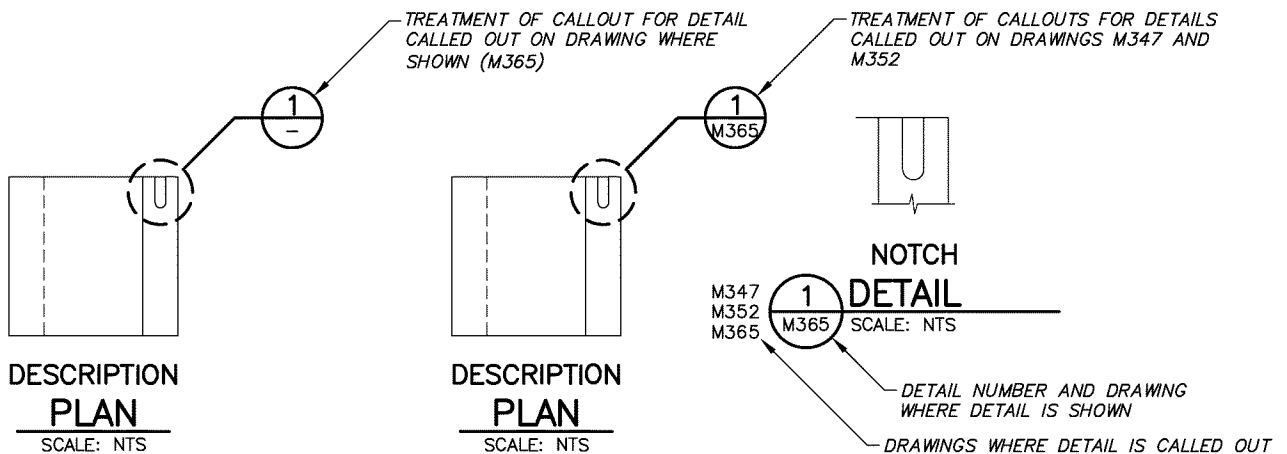 TREATMENT OF CALLOUT FOR DETAIL
CALLED OUT ON DRAWING WHERE
SHOWN (M365)
1
-
DESCRIPTION
PLAN
SCALE: NTS
TREATMENT OF CALLOUTS FOR DETAILS
CALLED OUT ON DRAWINGS M347 AND
M352
1
M365
DESCRIPTION
PLAN
SCALE: NTS
NOTCH
DETAIL
SCALE: NTS
1
M365
M347
M352
M365
DETAIL NUMBER AND DRAWING
WHERE DETAIL IS SHOWN
DRAWINGS WHERE DETAIL IS CALLED OUT